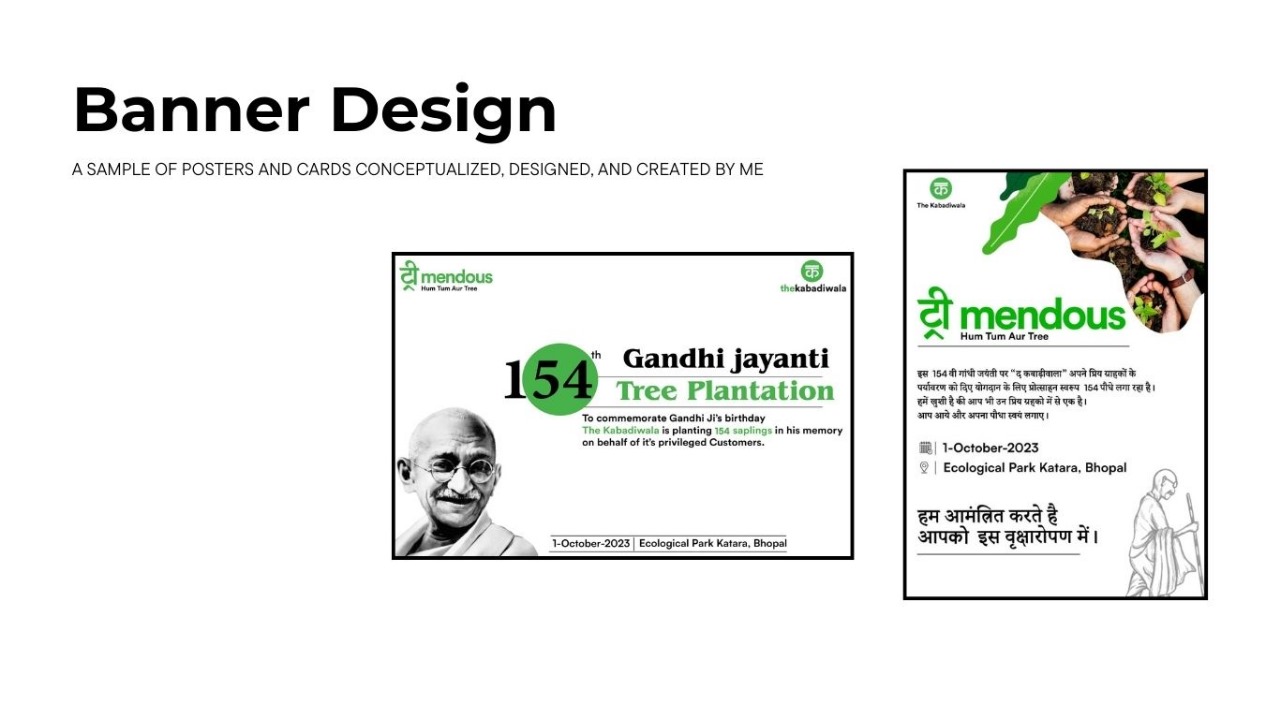 Banner Design
A SAMPLE OF POSTERS AND CARDS CONCEPTUALIZED, DESIGNED, AND CREATED BY ME
ट्री mendous
Hum Tum Aur Tree
क
thekabadiwala
154th
Gandhi jayanti
Tree Plantation
To commemorate Gandhi Ji's birthday
The Kabadiwala is planting 154 saplings in his memory
on behalf of it's privileged Customers.
1-October-2023 | Ecological Park Katara, Bhopal
क
The Kabadiwala
ट्री mendous
Hum Tum Aur Tree
इस 154 वी गांधी जयंती पर "द कबाड़ीवाला" अपने प्रिय ग्राहकों के
पर्यावरण को दिए योगदान के लिए प्रोत्साहन स्वरुप 154 पौधे लगा रहा है।
हमें खुशी है की आप भी उन प्रिय ग्रहको में से एक है।
आप आये और अपना पौधा स्वयं लगाए।
1-October-2023
Ecological Park Katara, Bhopal
हम आमंत्रित करते है
आपको इस वृक्षारोपण में।